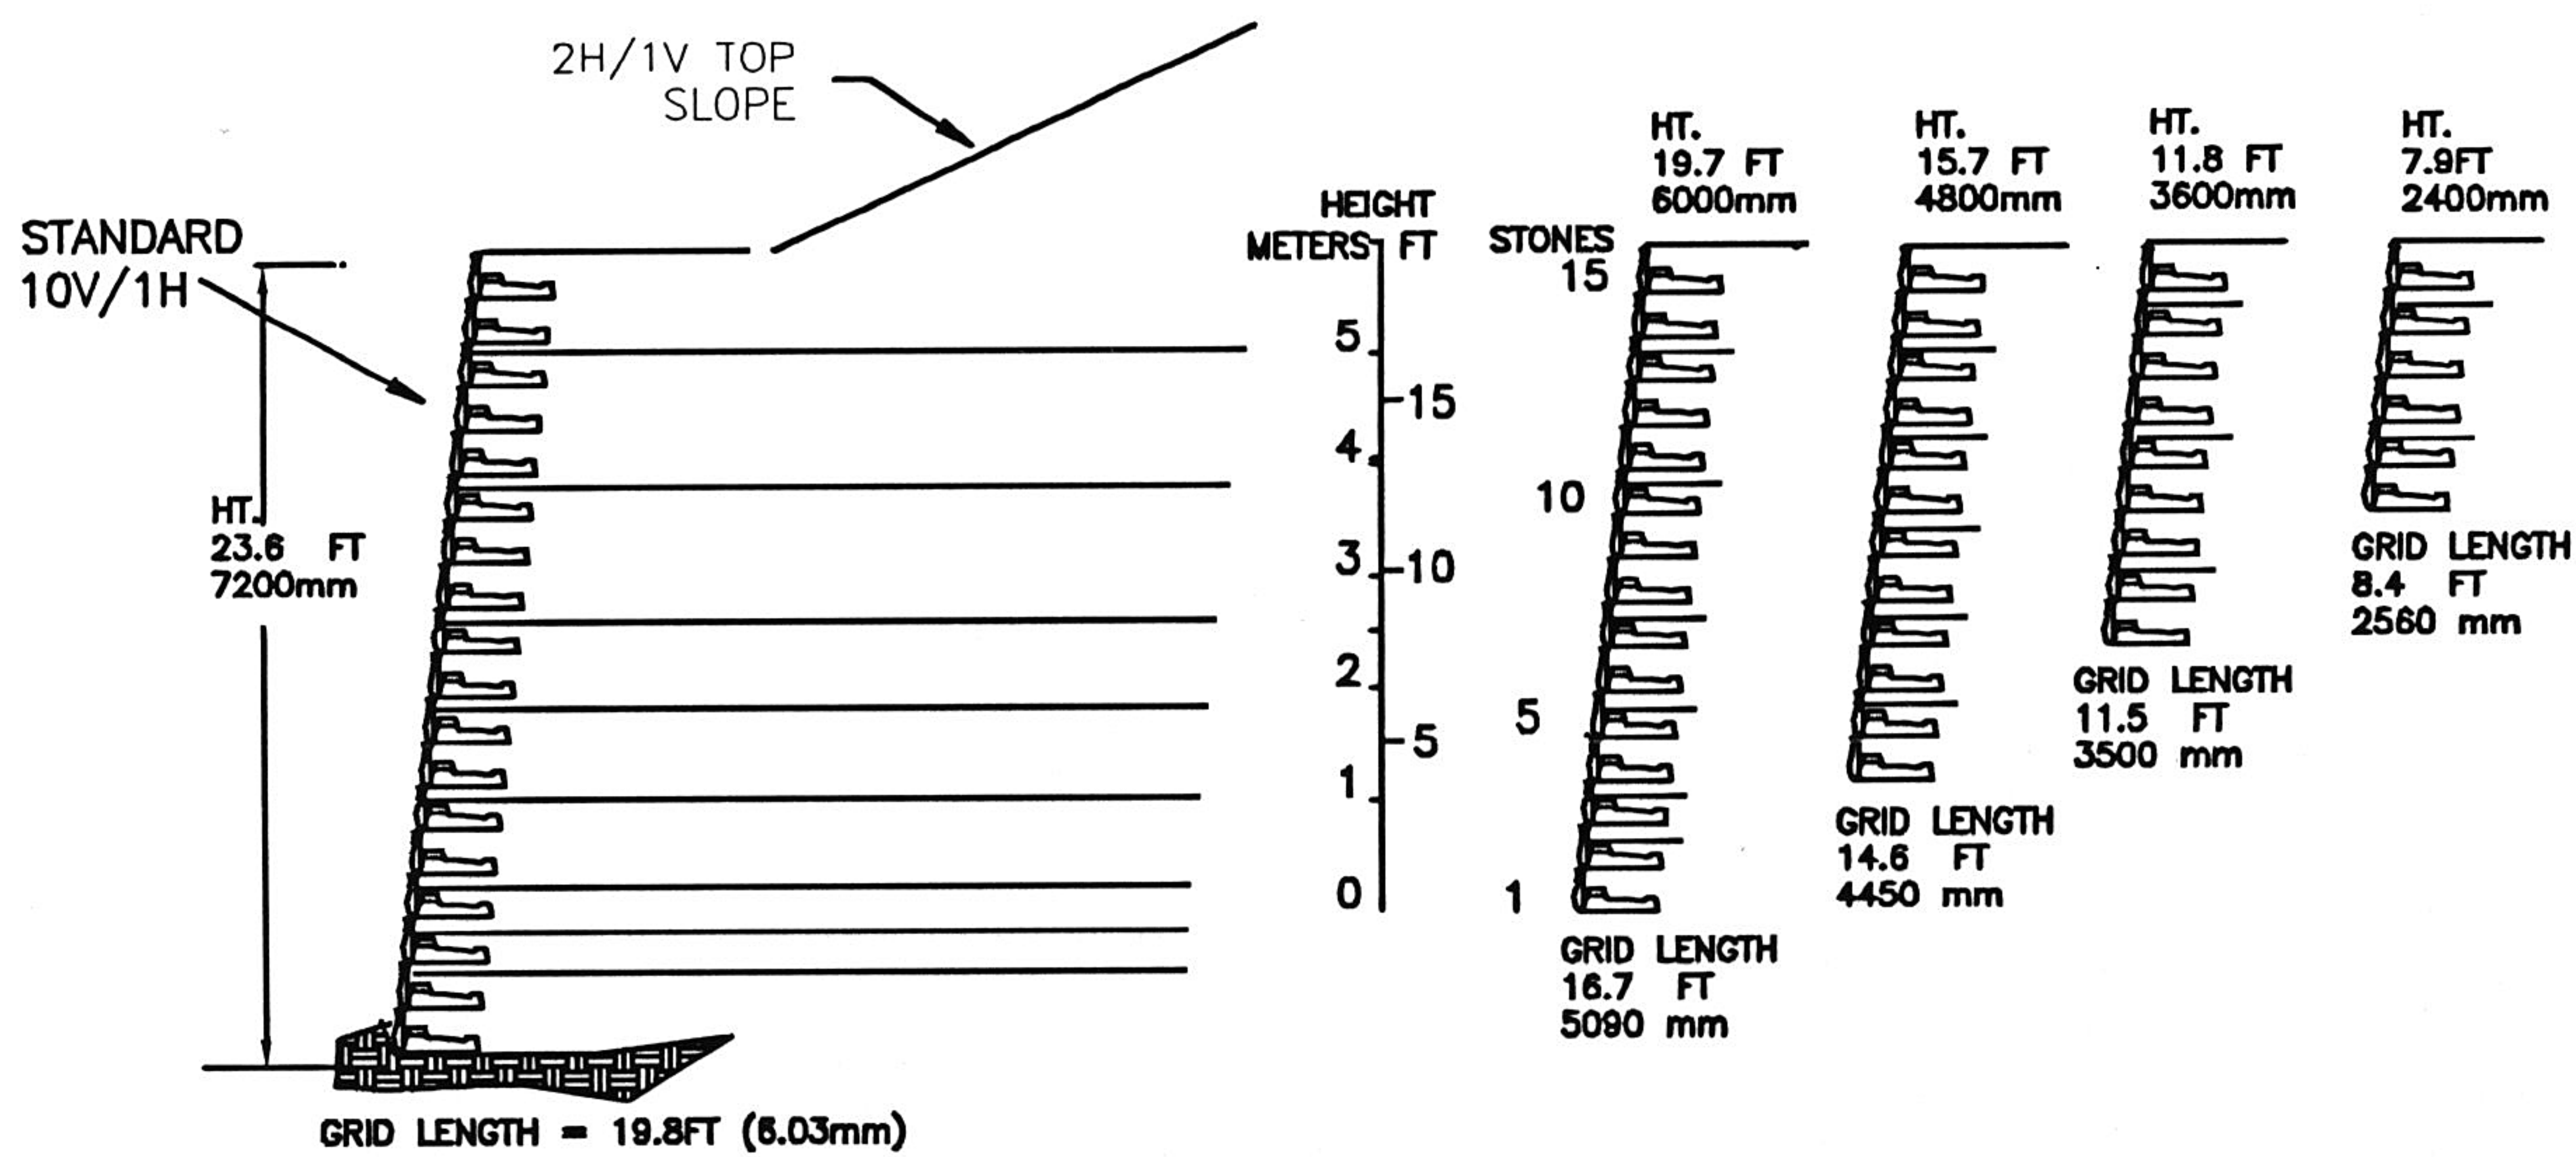 2H/1V TOP
SLOPE
STANDARD
10V/1H
HT.
23.6 FT
7200mm
GRID LENGTH = 19.8FT (6.03mm)
HEIGHT
METERS FT
5
15
4
3
10
2
5
1
0
STONES
15
10
5
1
HT.
19.7 FT
6000mm
GRID LENGTH
16.7 FT
5090 mm
HT.
15.7 FT
4800mm
GRID LENGTH
14.6 FT
4450 mm
HT.
11.8 FT
3600mm
GRID LENGTH
11.5 FT
3500 mm
HT.
7.9FT
2400mm
GRID LENGTH
8.4 FT
2560 mm